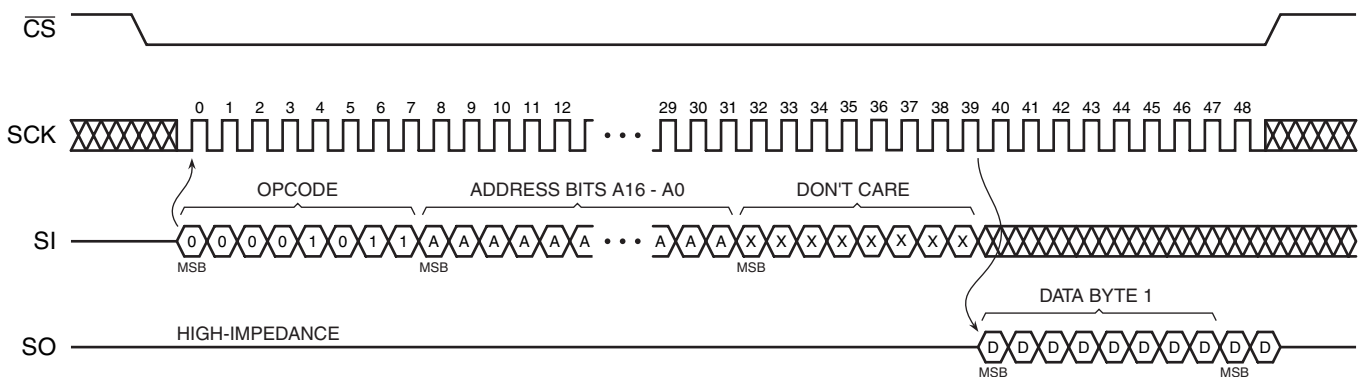 CS
0 1 2 3 4 5 6 7 8 9 10 11 12 29 30 31 32 33 34 35 36 37 38 39 40 41 42 43 44 45 46 47 48
SCK
OPCODE ADDRESS BITS A16 - A0 DON'T CARE
SI 0 0 0 0 1 0 1 1 A A A A A A A A A X X X X X X X X
MSB MSB MSB
DATA BYTE 1
HIGH-IMPEDANCE
SO D D D D D D D D D D
MSB MSB